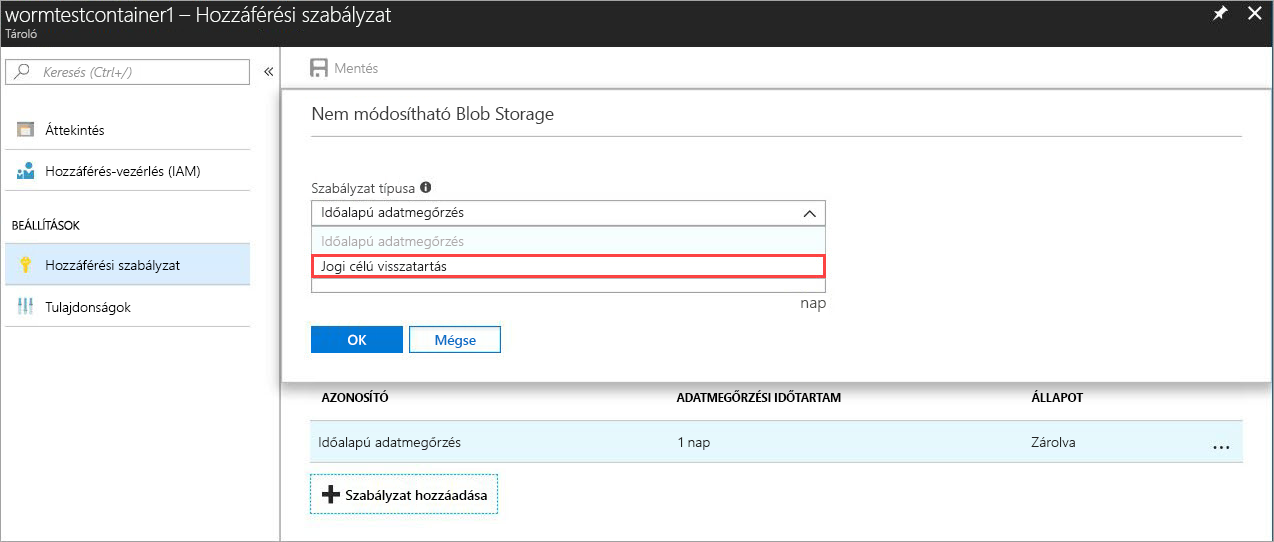 wormtestcontainer1 – Hozzáférési szabályzat
Tároló
Keresés (Ctrl+/)
Mentés
Nem módosítható Blob Storage
Áttekintés
Hozzáférés-vezérlés (IAM)
BEÁLLÍTÁSOK
Hozzáférési szabályzat
Tulajdonságok
Szabályzat típusa
Időalapú adatmegőrzés
Időalapú adatmegőrzés
Jogi célú visszatartás
nap
OK Mégse
AZONOSÍTÓ ADATMEGŐRZÉSI IDŐTARTAM ÁLLAPOT
Időalapú adatmegőrzés 1 nap Zárolva ...
Szabályzat hozzáadása